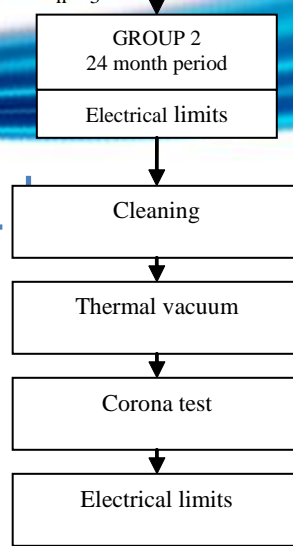 GROUP 2
24 month period
Electrical limits
Cleaning
Thermal vacuum
Corona test
Electrical limits